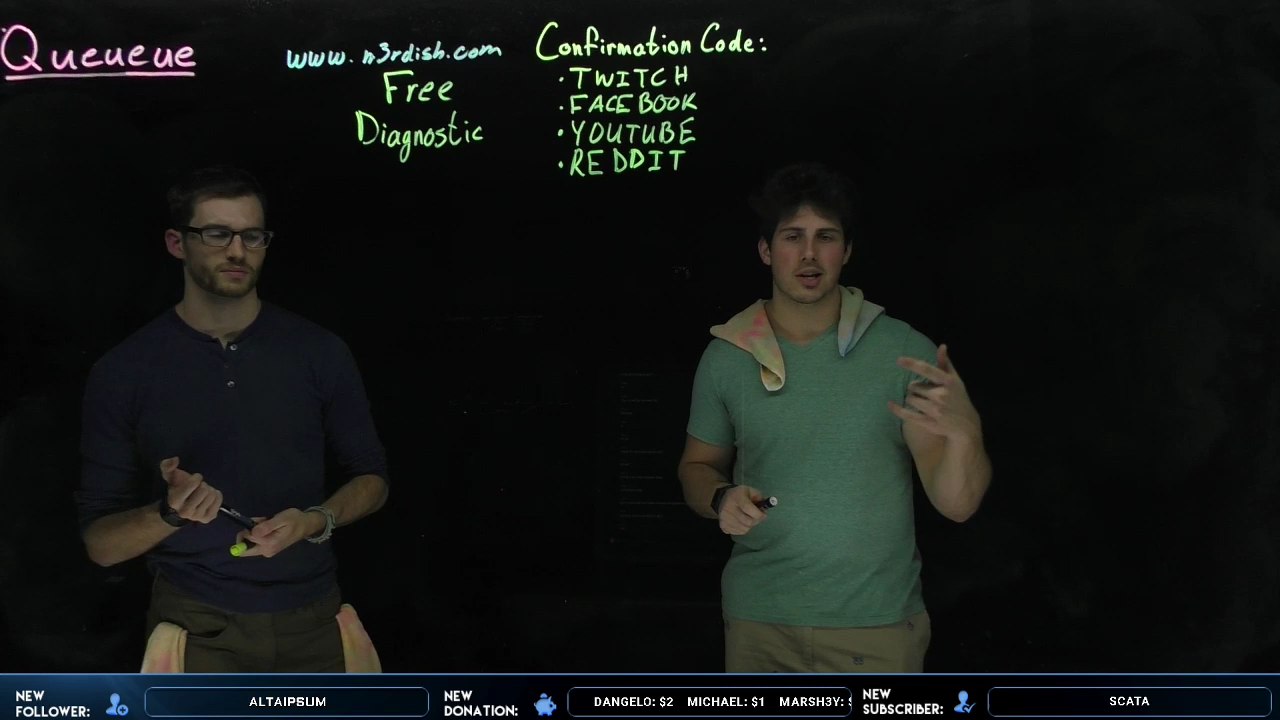 Queueue
www.n3rdish.com
Free
Diagnostic
Confirmation Code:
• TWITCH
• FACEBOOK
• YOUTUBE
• REDDIT
NEW FOLLOWER:
ALTAIPSUM
NEW DONATION:
DANGELO: $2 MICHAEL: $1 MARSH3Y: $
NEW SUBSCRIBER:
SCATA